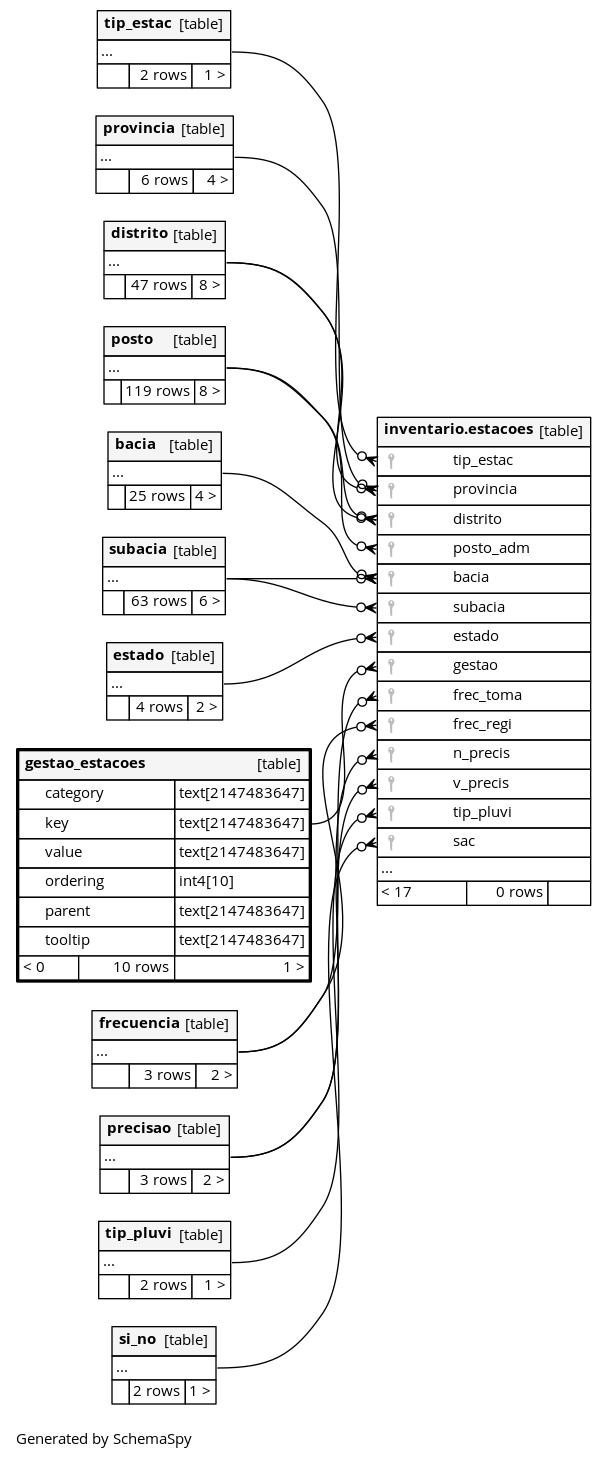 tip_estac [table]
...
2 rows 1 >
provincia [table]
...
6 rows 4 >
distrito [table]
...
47 rows 8 >
posto [table]
...
119 rows 8 >
bacia [table]
...
25 rows 4 >
subacia [table]
...
63 rows 6 >
estado [table]
...
4 rows 2 >
gestao_estacoes [table]
category text[2147483647]
key text[2147483647]
value text[2147483647]
ordering int4[10]
parent text[2147483647]
tooltip text[2147483647]
< 0 10 rows 1 >
frecuencia [table]
...
3 rows 2 >
precisao [table]
...
3 rows 2 >
tip_pluvi [table]
...
2 rows 1 >
si_no [table]
...
2 rows 1 >
inventario.estacoes [table]
tip_estac
provincia
distrito
posto_adm
bacia
subacia
estado
gestao
frec_toma
frec_regi
n_precis
v_precis
tip_pluvi
sac
...
< 17 0 rows
Generated by SchemaSpy